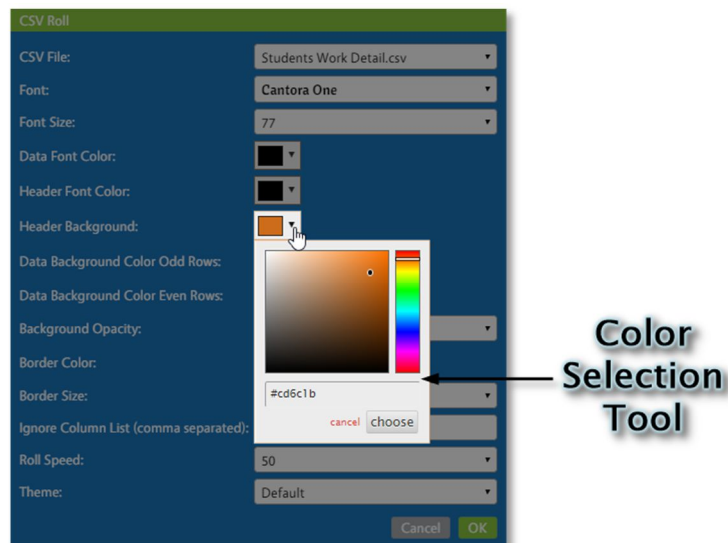 CSV Roll
CSV File: Students Work Detail.csv
Font: Cantora One
Font Size: 77
Data Font Color:
Header Font Color:
Header Background:
Data Background Color Odd Rows:
Data Background Color Even Rows:
Background Opacity:
Border Color:
Border Size:
#cd6c1b
cancel choose
Ignore Column List (comma separated):
Roll Speed: 50
Theme: Default
Cancel OK
Color
Selection
Tool